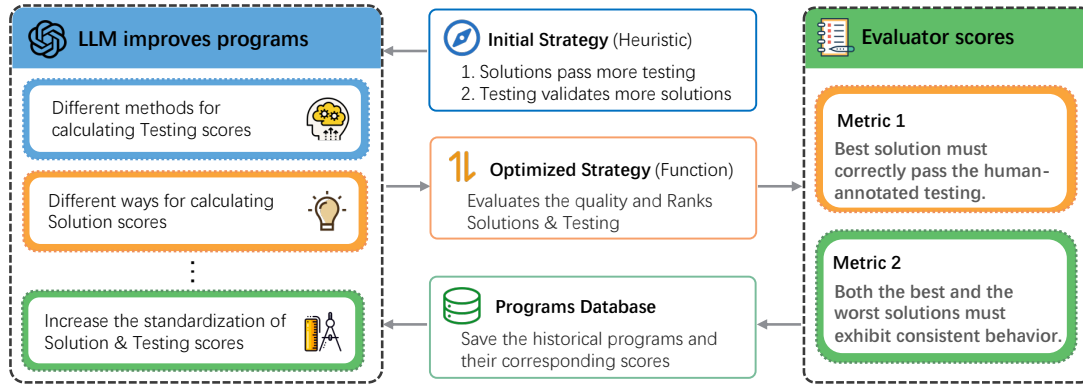 LLM improves programs
Different methods for
calculating Testing scores
Different ways for calculating
Solution scores
⋮
Increase the standardization of
Solution & Testing scores
Initial Strategy (Heuristic)
1. Solutions pass more testing
2. Testing validates more solutions
Optimized Strategy (Function)
Evaluates the quality and Ranks
Solutions & Testing
Programs Database
Save the historical programs and
their corresponding scores
Evaluator scores
Metric 1
Best solution must
correctly pass the human-
annotated testing.
Metric 2
Both the best and the
worst solutions must
exhibit consistent behavior.